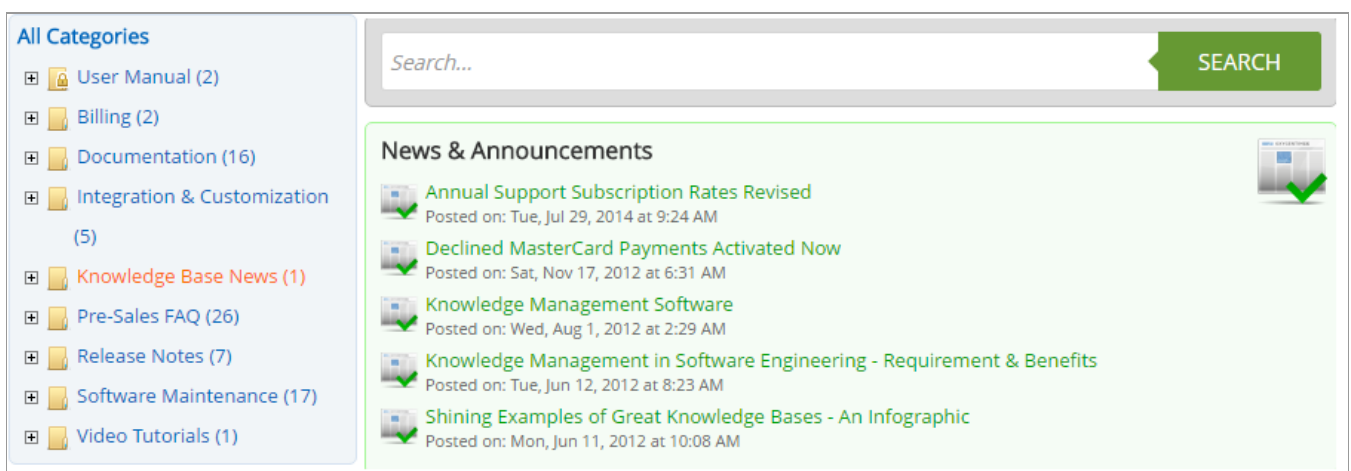 All Categories
User Manual (2)
Billing (2)
Documentation (16)
Integration & Customization
(5)
Knowledge Base News (1)
Pre-Sales FAQ (26)
Release Notes (7)
Software Maintenance (17)
Video Tutorials (1)
Search...
SEARCH
News & Announcements
Annual Support Subscription Rates Revised
Posted on: Tue, Jul 29, 2014 at 9:24 AM
Declined MasterCard Payments Activated Now
Posted on: Sat, Nov 17, 2012 at 6:31 AM
Knowledge Management Software
Posted on: Wed, Aug 1, 2012 at 2:29 AM
Knowledge Management in Software Engineering - Requirement & Benefits
Posted on: Tue, Jun 12, 2012 at 8:23 AM
Shining Examples of Great Knowledge Bases - An Infographic
Posted on: Mon, Jun 11, 2012 at 10:08 AM